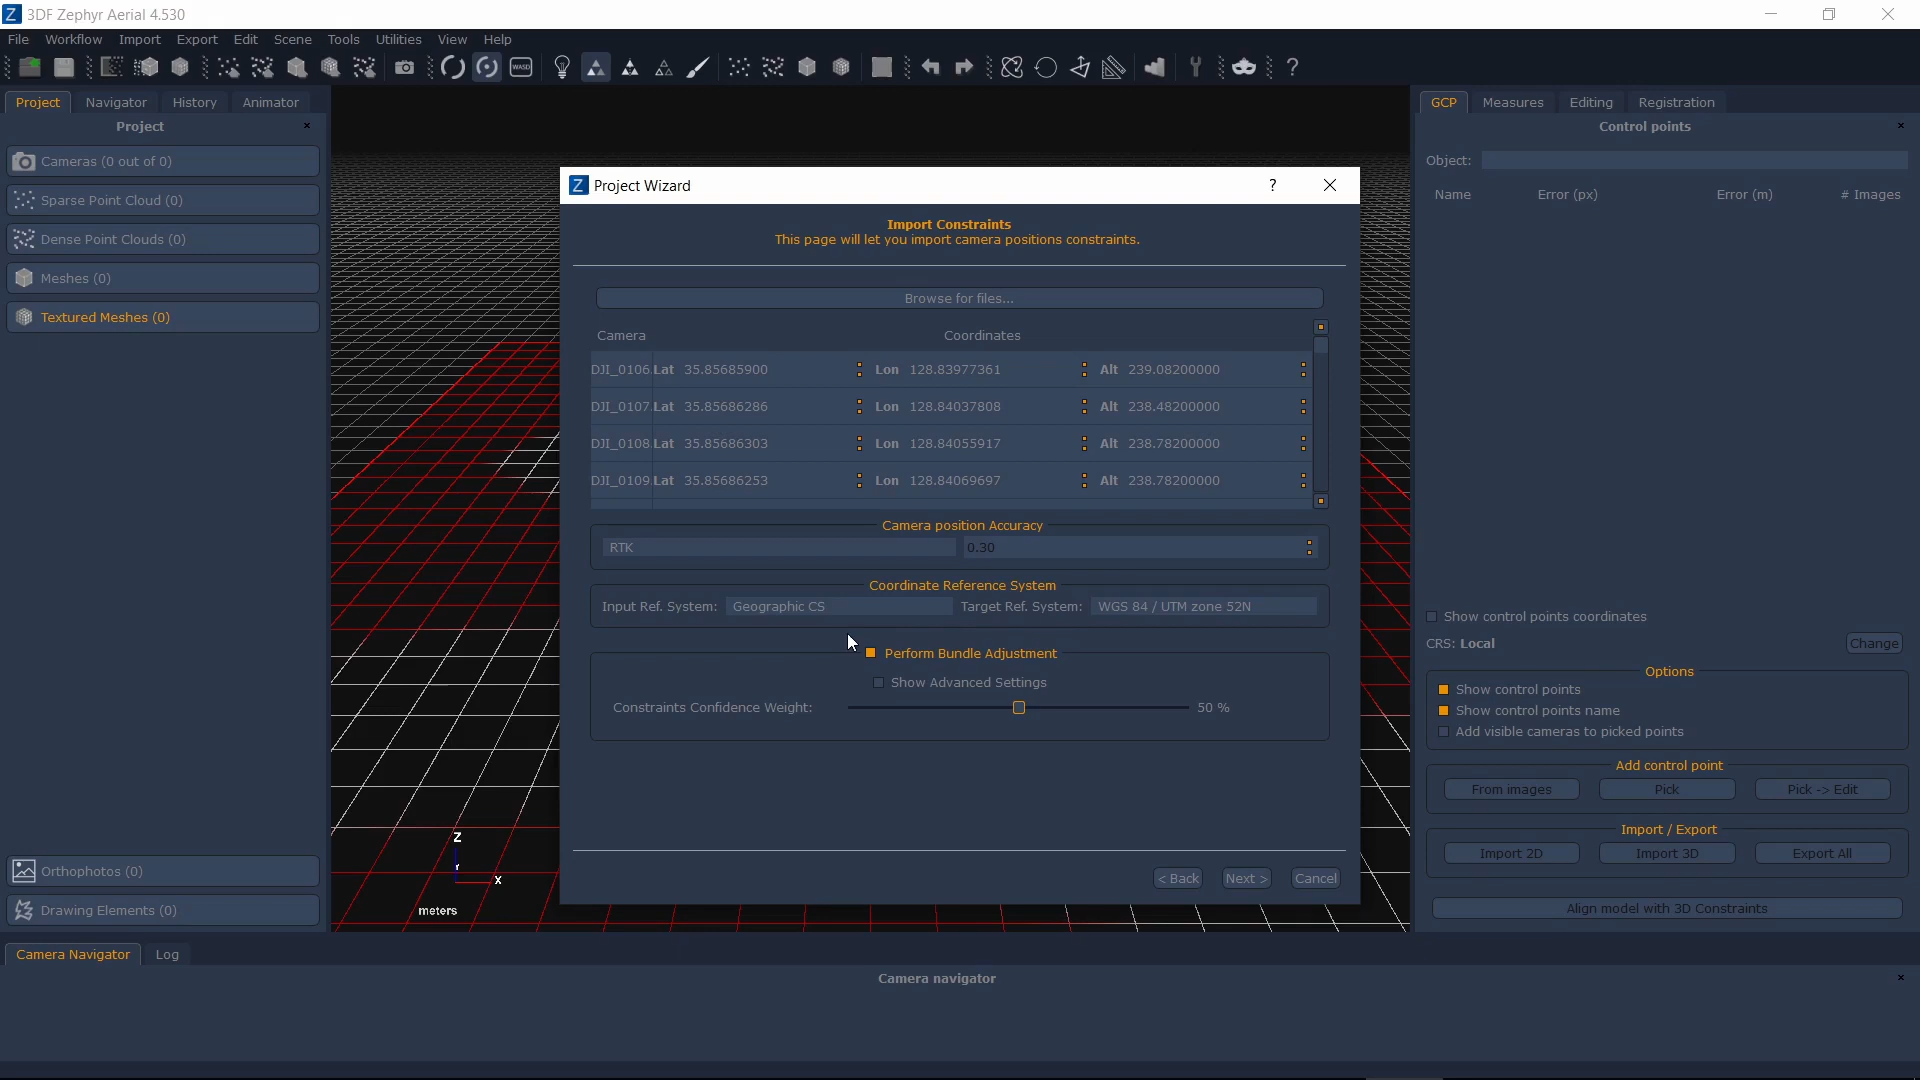 3DF Zephyr Aerial 4.530
File Workflow Import Export Edit Scene Tools Utilities View Help
WASD
Project Navigator History Animator
Project
Cameras (0 out of 0)
Sparse Point Cloud (0)
Dense Point Clouds (0)
Meshes (0)
Textured Meshes (0)
Orthophotos (0)
Drawing Elements (0)
Z
Y
X
meters
Project Wizard
Import Constraints
This page will let you import camera positions constraints.
Browse for files...
Camera Coordinates
DJI_0106. Lat 35.85685900 Lon 128.83977361 Alt 239.08200000
DJI_0107. Lat 35.85686286 Lon 128.84037808 Alt 238.48200000
DJI_0108. Lat 35.85686303 Lon 128.84055917 Alt 238.78200000
DJI_0109. Lat 35.85686253 Lon 128.84069697 Alt 238.78200000
Camera position Accuracy
RTK 0.30
Coordinate Reference System
Input Ref. System: Geographic CS Target Ref. System: WGS 84 / UTM zone 52N
Perform Bundle Adjustment
Show Advanced Settings
Constraints Confidence Weight: 50 %
< Back Next > Cancel
GCP Measures Editing Registration
Control points
Object:
Name Error (px) Error (m) # Images
Show control points coordinates
CRS: Local Change
Options
Show control points
Show control points name
Add visible cameras to picked points
Add control point
From images Pick Pick -> Edit
Import / Export
Import 2D Import 3D Export All
Align model with 3D Constraints
Camera Navigator Log
Camera navigator